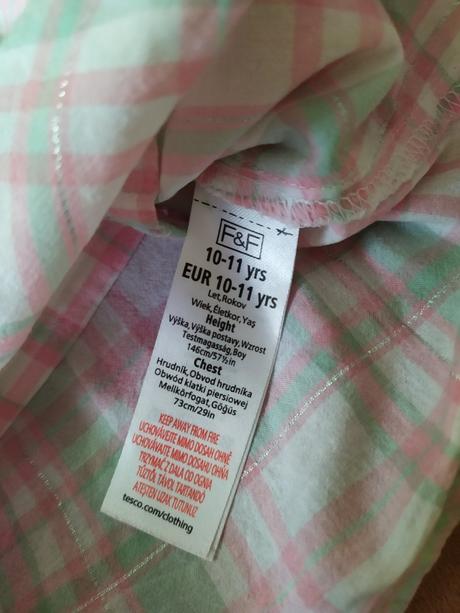 F&F
10-11 yrs
EUR 10-11 yrs
Let,Rokov
Wiek,Életkor,Yaş
Height
Výška,Výška postavy,Wzrost
Testmagasság,Boy
146cm/57½in
Chest
Hrudník,Obvod hrudníka
Obwód klatki piersiowej
Mellkőrfogat,Göğüs
73cm/29in
KEEP AWAY FROM FIRE
UCHOVÁVEJTE MIMO DOSAH OHNĚ
UCHOVÁVAJTE MIMO DOSAHU OHŇA
TRZYMAĆ Z DALA OD OGNIA
TŰZTŐL TÁVOL TARTANDÓ
ATEŞTEN UZAK TUTUNUZ
tesco.com/clothing